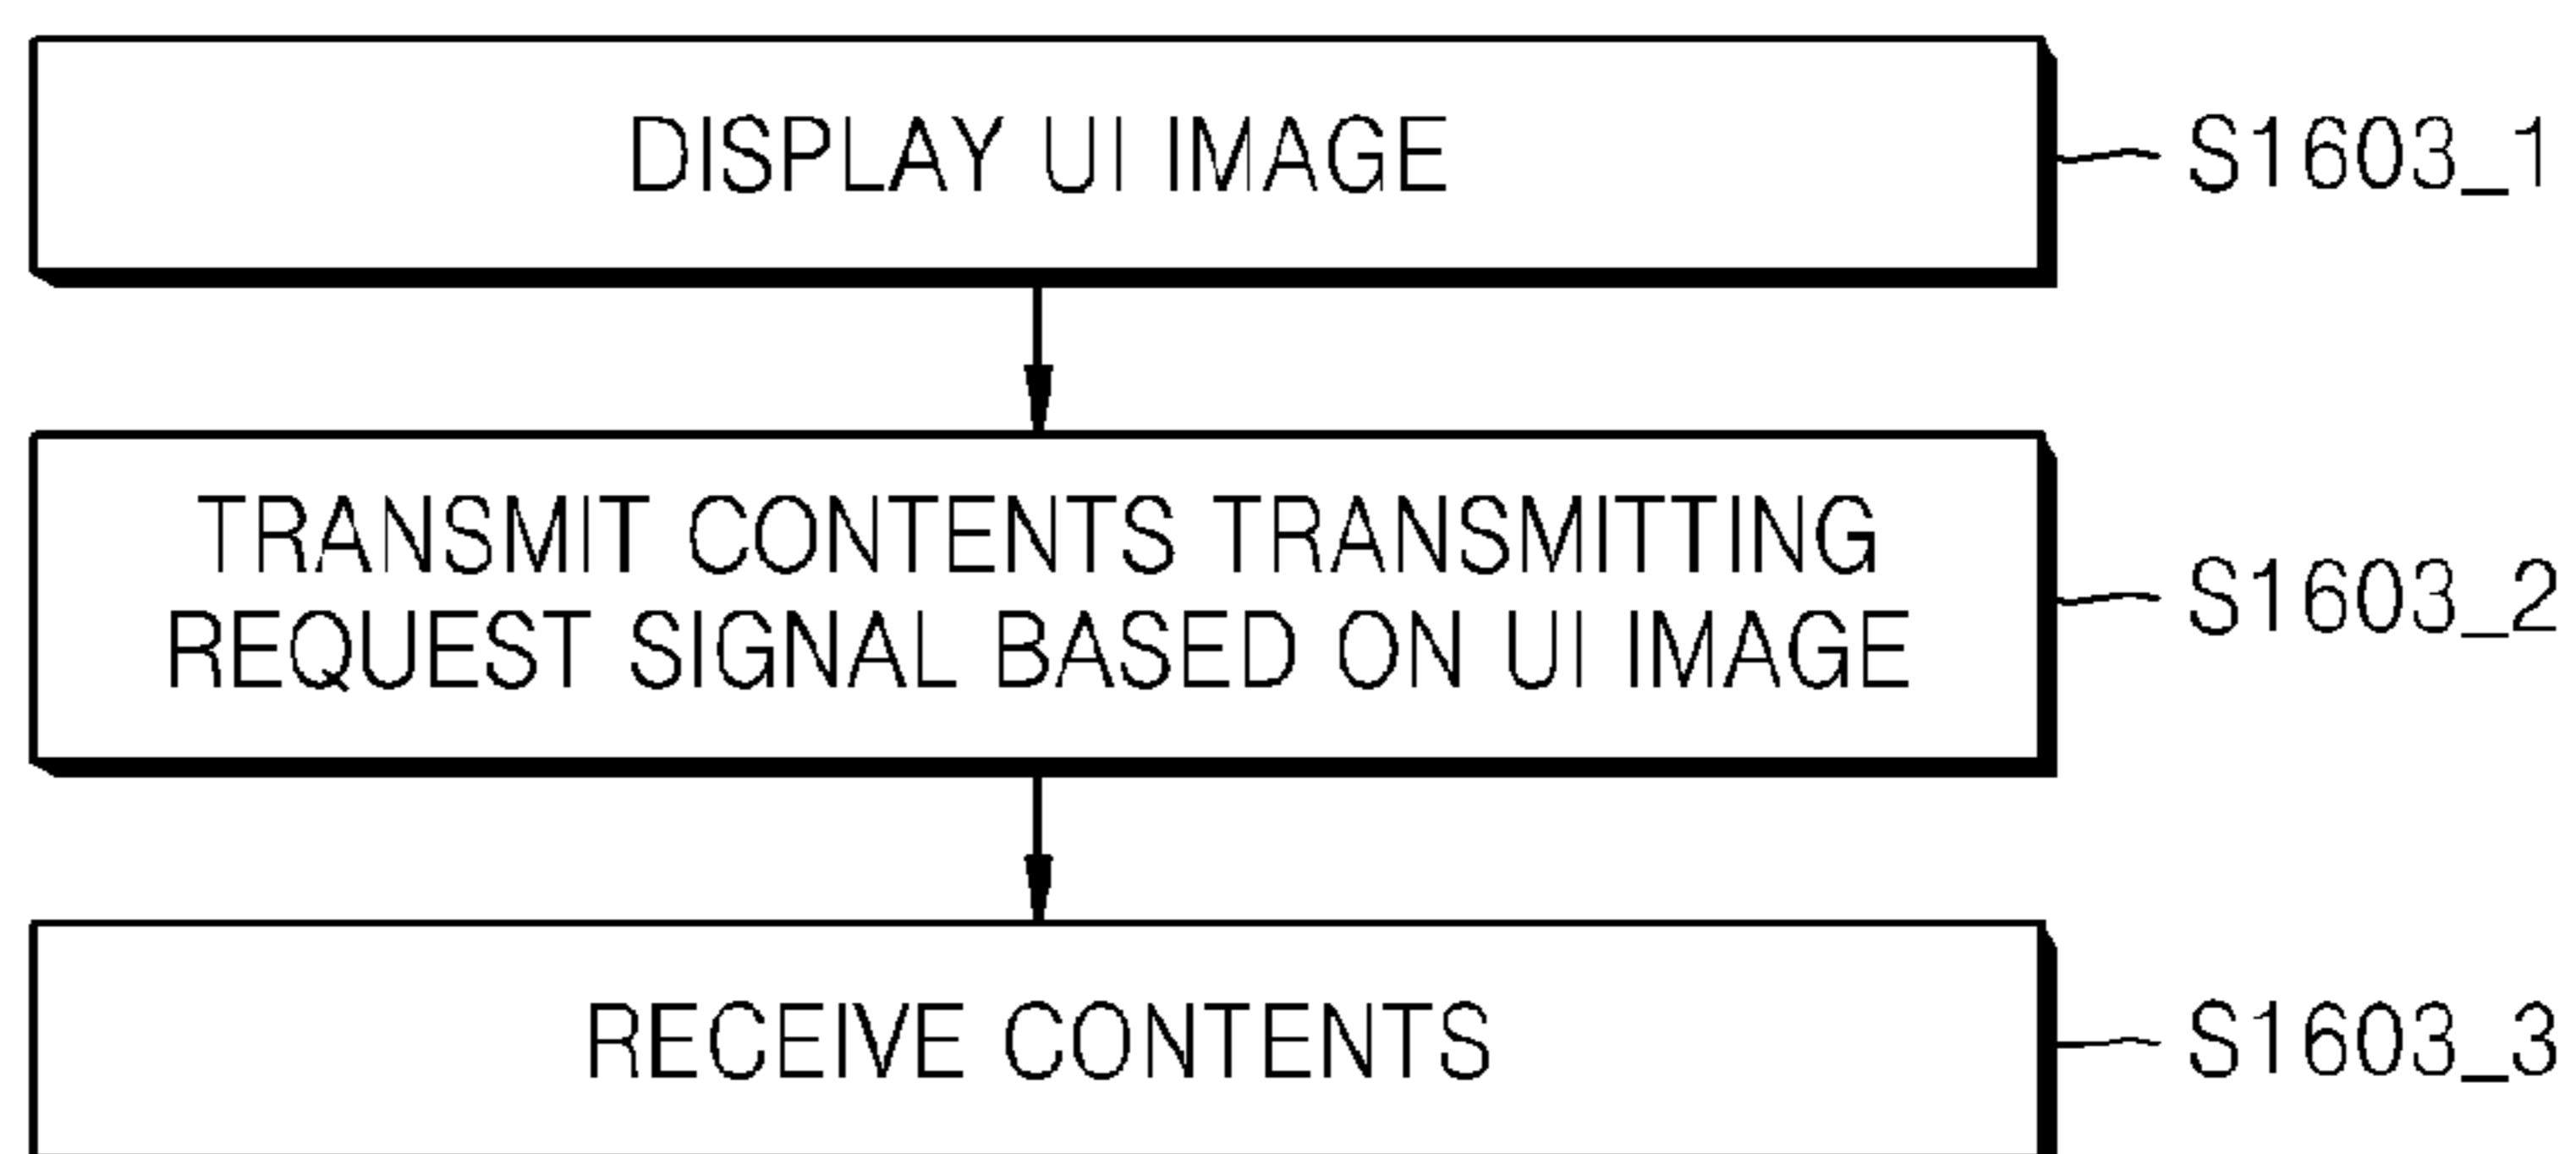 DISPLAY UI IMAGE
S1603_1
TRANSMIT CONTENTS TRANSMITTING
REQUEST SIGNAL BASED ON UI IMAGE
S1603_2
RECEIVE CONTENTS
S1603_3